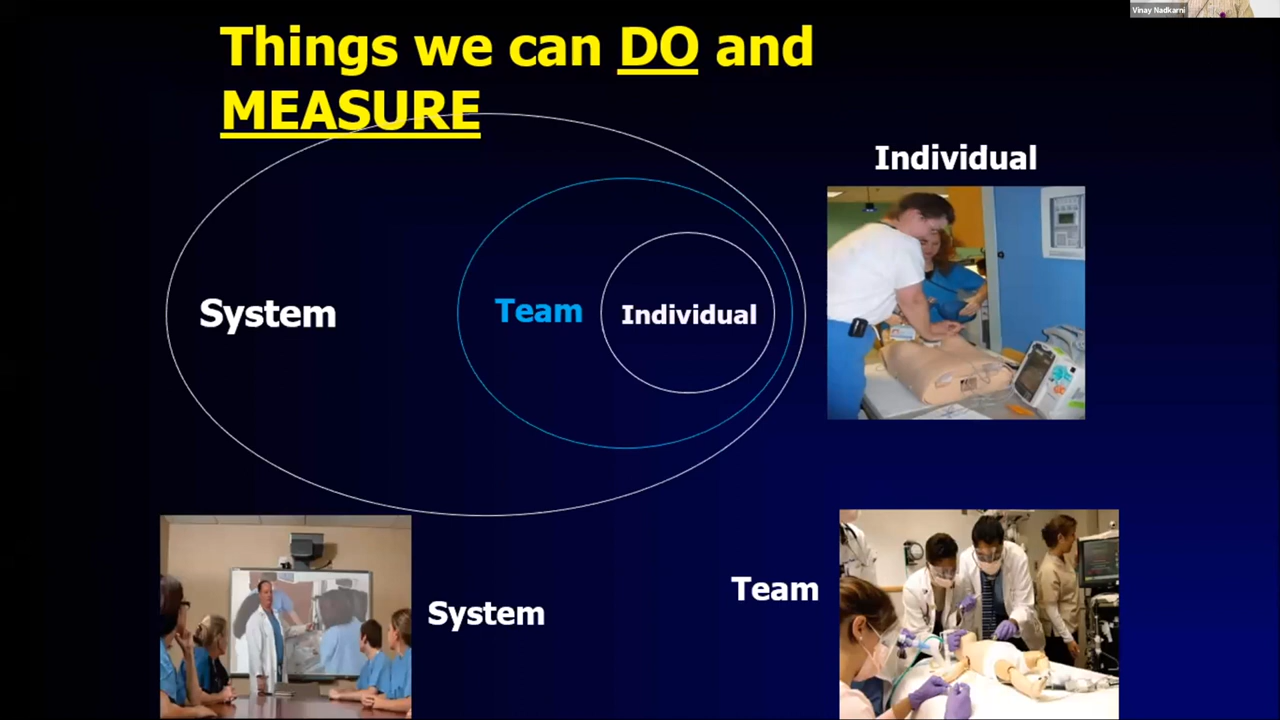 Vinay Nadkarni
Things we can DO and
MEASURE
Individual
System
Team
Individual
Team
System